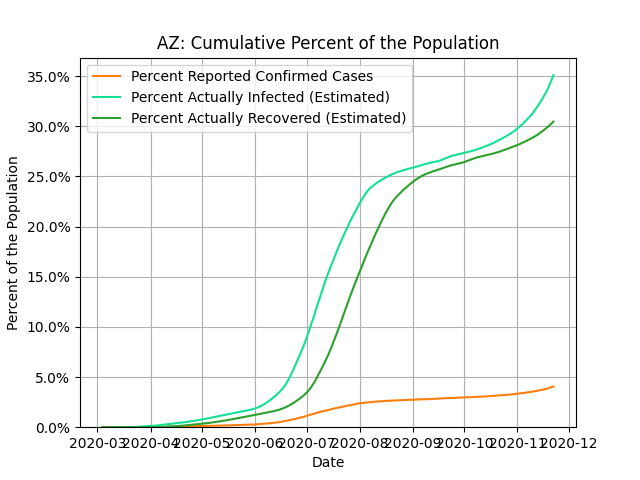 AZ: Cumulative Percent of the Population
Percent Reported Confirmed Cases
Percent Actually Infected (Estimated)
Percent Actually Recovered (Estimated)
Percent of the Population
35.0%
30.0%
25.0%
20.0%
15.0%
10.0%
5.0%
0.0%
2020-03 2020-04 2020-05 2020-06 2020-07 2020-08 2020-09 2020-10 2020-11 2020-12
Date